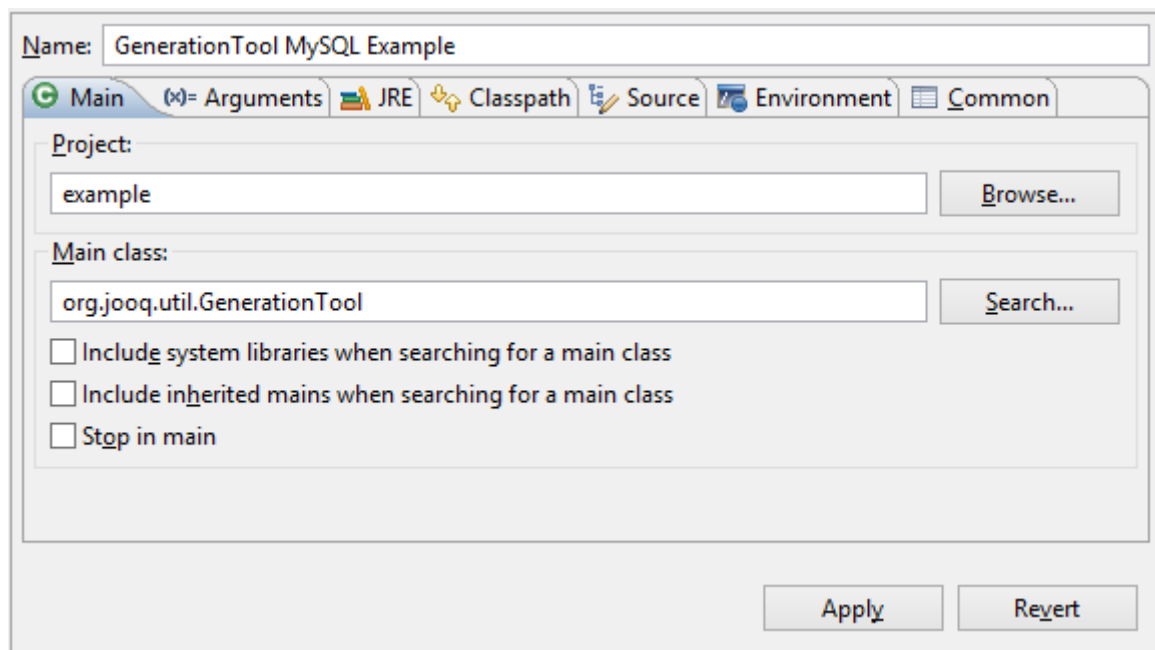 Name: GenerationTool MySQL Example
Main (x)= Arguments JRE Classpath Source Environment Common
Project:
example Browse...
Main class:
org.jooq.util.GenerationTool Search...
Include system libraries when searching for a main class
Include inherited mains when searching for a main class
Stop in main
Apply Revert